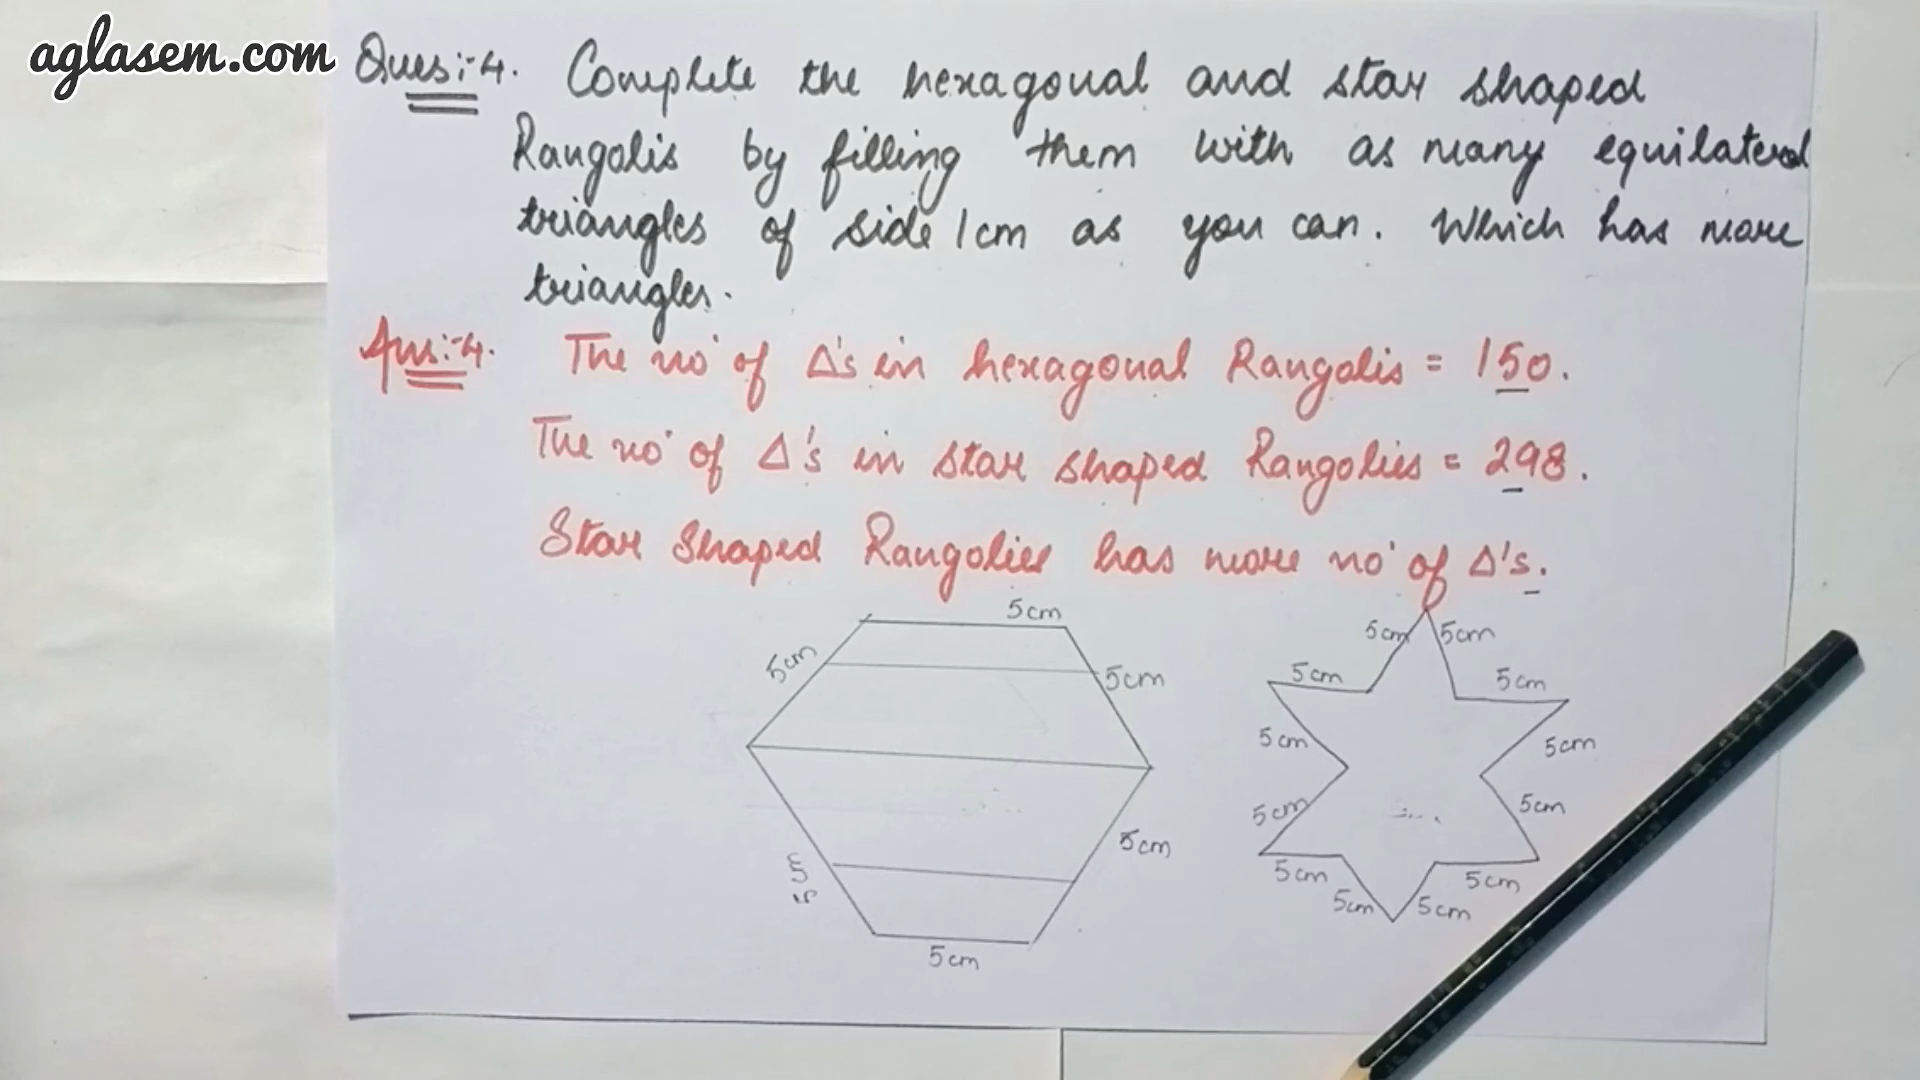 aglasem.com
Ques:-4. Complete the hexagonal and star shaped
Rangolis by filling them with as many equilateral
triangles of side 1cm as you can. Which has more
triangles.
Ans:-4. The no of Δ's in hexagonal Rangolis = 150.
The no of Δ's in star shaped Rangolies = 298.
Star shaped Rangolies has more no of Δ's.
5cm
5cm 5cm
5cm
5cm
5cm 5cm
5cm 5cm
5cm 5cm
5cm 5cm
5cm
5cm
5cm 5cm
5cm 5cm
5cm